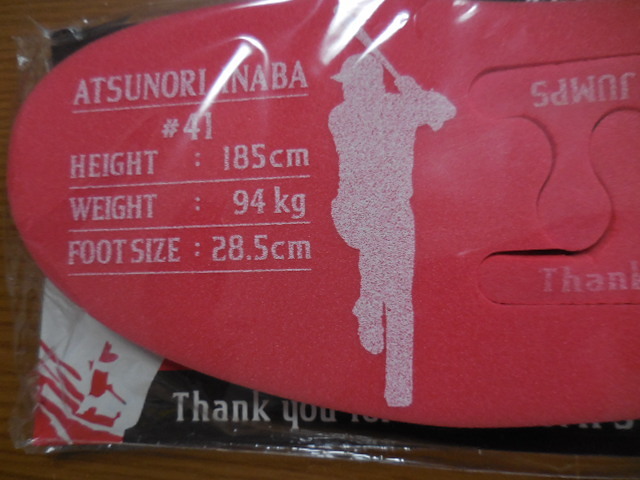 ATSUNORI INABA
#41
HEIGHT : 185cm
WEIGHT : 94 kg
FOOT SIZE : 28.5cm
JUMPS
Thank
Thank you